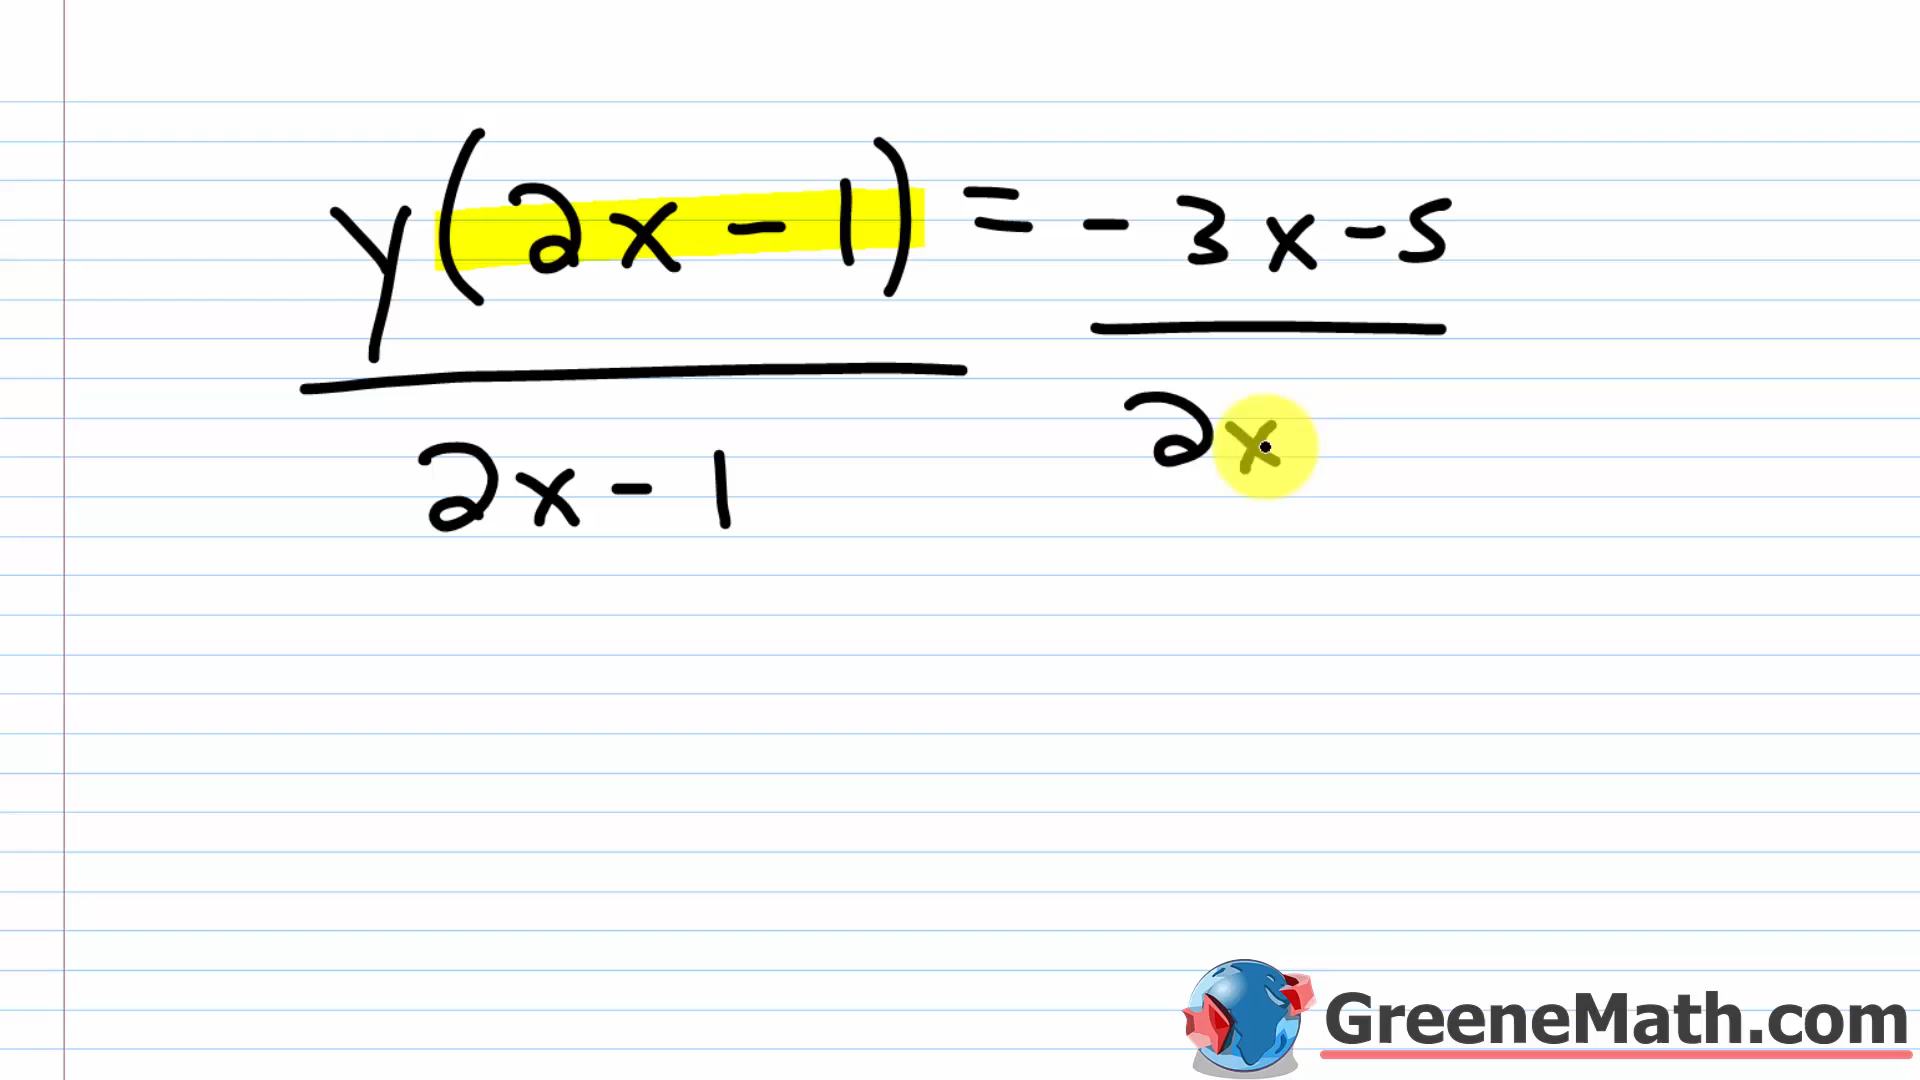 y(2x - 1) = -3x - 5
2x - 1
2x
GreeneMath.com